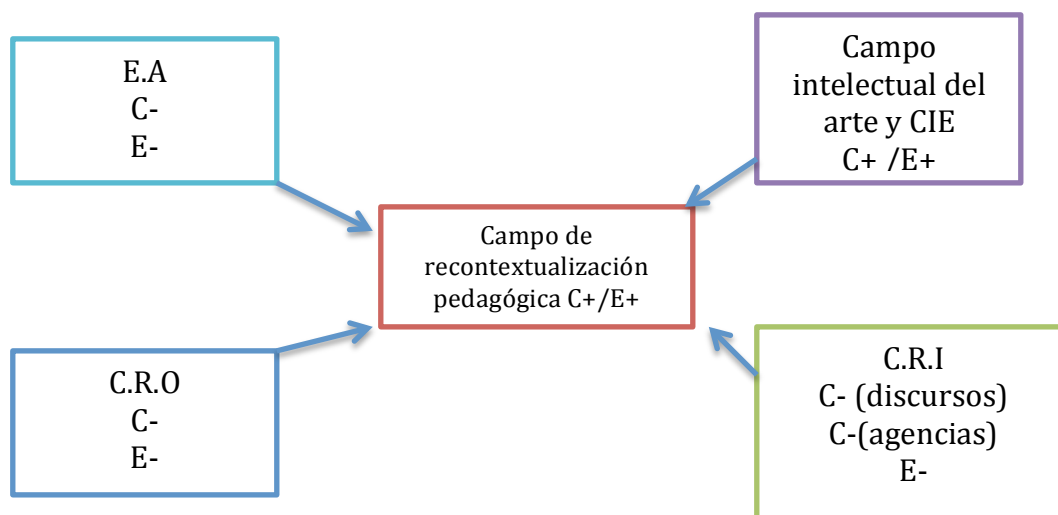 E.A
C-
E-
Campo
intelectual del
arte y CIE
C+ /E+
Campo de
recontextualización
pedagógica C+/E+
C.R.O
C-
E-
C.R.I
C- (discursos)
C-(agencias)
E-